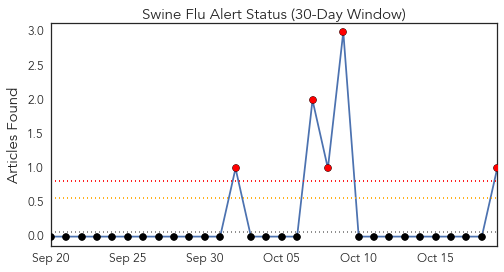 Swine Flu Alert Status (30-Day Window)
Articles Found
3.0
2.5
2.0
1.5
1.0
0.5
0.0
Sep 20 Sep 25 Sep 30 Oct 05 Oct 10 Oct 15